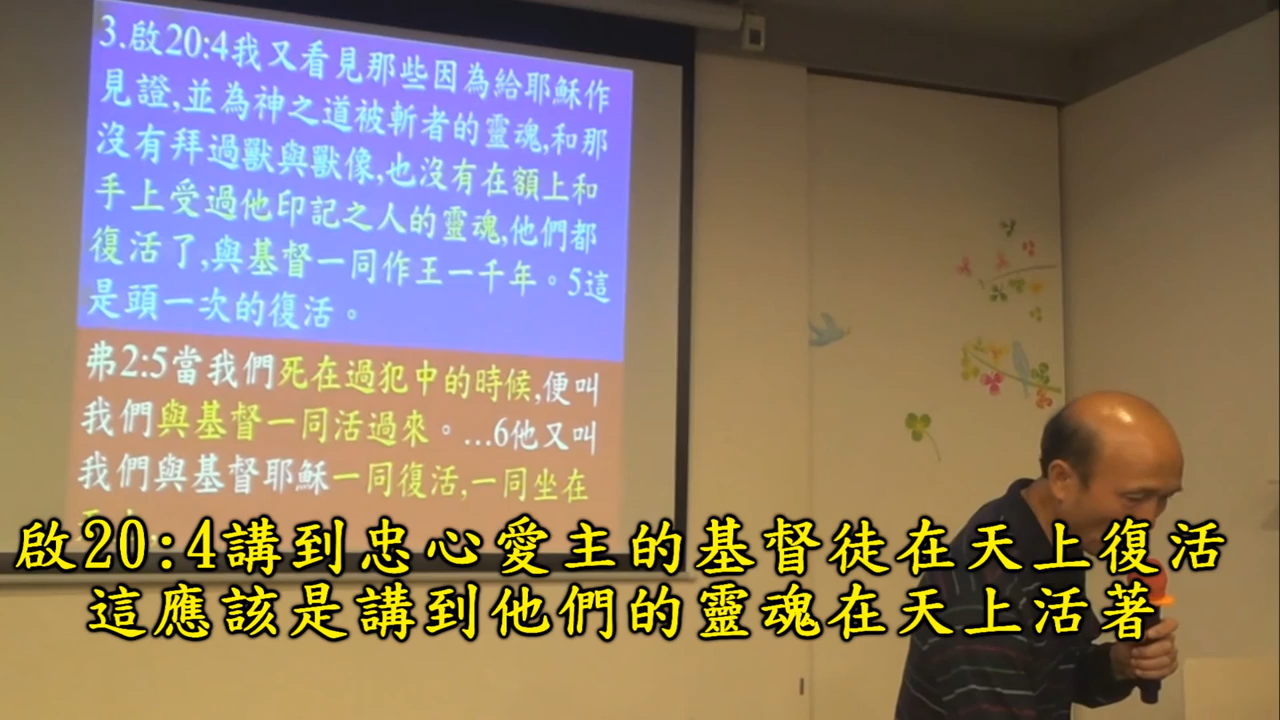 3.啟20:4我又看見那些因為給耶穌作
見證,並為神之道被斬者的靈魂,和那
沒有拜過獸與獸像,也沒有在額上和
手上受過他印記之人的靈魂,他們都
復活了,與基督一同作王一千年。5這
是頭一次的復活。
弗2:5當我們死在過犯中的時候,便叫
我們與基督一同活過來。…6他又叫
我們與基督耶穌一同復活,一同坐在
啟20:4講到忠心愛主的基督徒在天上復活
這應該是講到他們的靈魂在天上活著